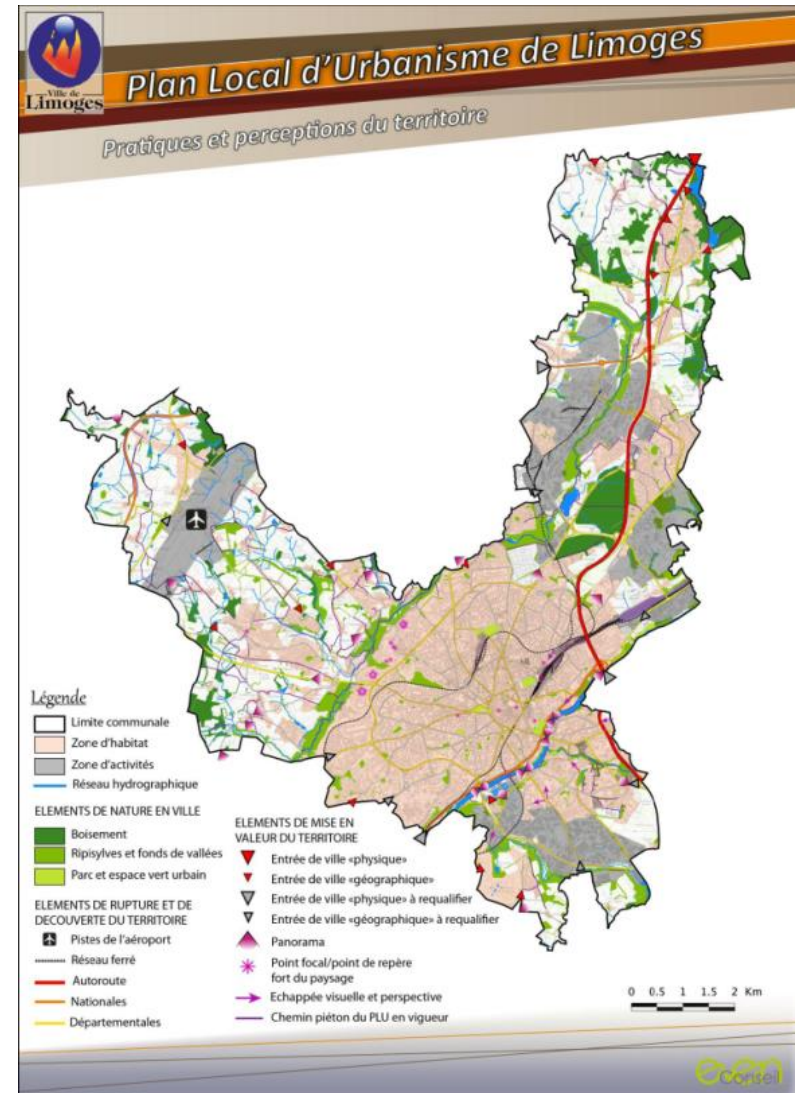 Ville de
Limoges
Plan Local d'Urbanisme de Limoges
Pratiques et perceptions du territoire
Légende
Limite communale
Zone d'habitat
Zone d'activités
Réseau hydrographique
ELEMENTS DE NATURE EN VILLE
Boisement
Ripisylves et fonds de vallées
Parc et espace vert urbain
ELEMENTS DE RUPTURE ET DE
DECOUVERTE DU TERRITOIRE
Pistes de l'aéroport
Réseau ferré
Autoroute
Nationales
Départementales
ELEMENTS DE MISE EN
VALEUR DU TERRITOIRE
Entrée de ville «physique»
Entrée de ville «géographique»
Entrée de ville «physique» à requalifier
Entrée de ville «géographique» à requalifier
Panorama
Point focal/point de repère
fort du paysage
Echappée visuelle et perspective
Chemin piéton du PLU en vigueur
0 0.5 1 1.5 2 Km
Conseil